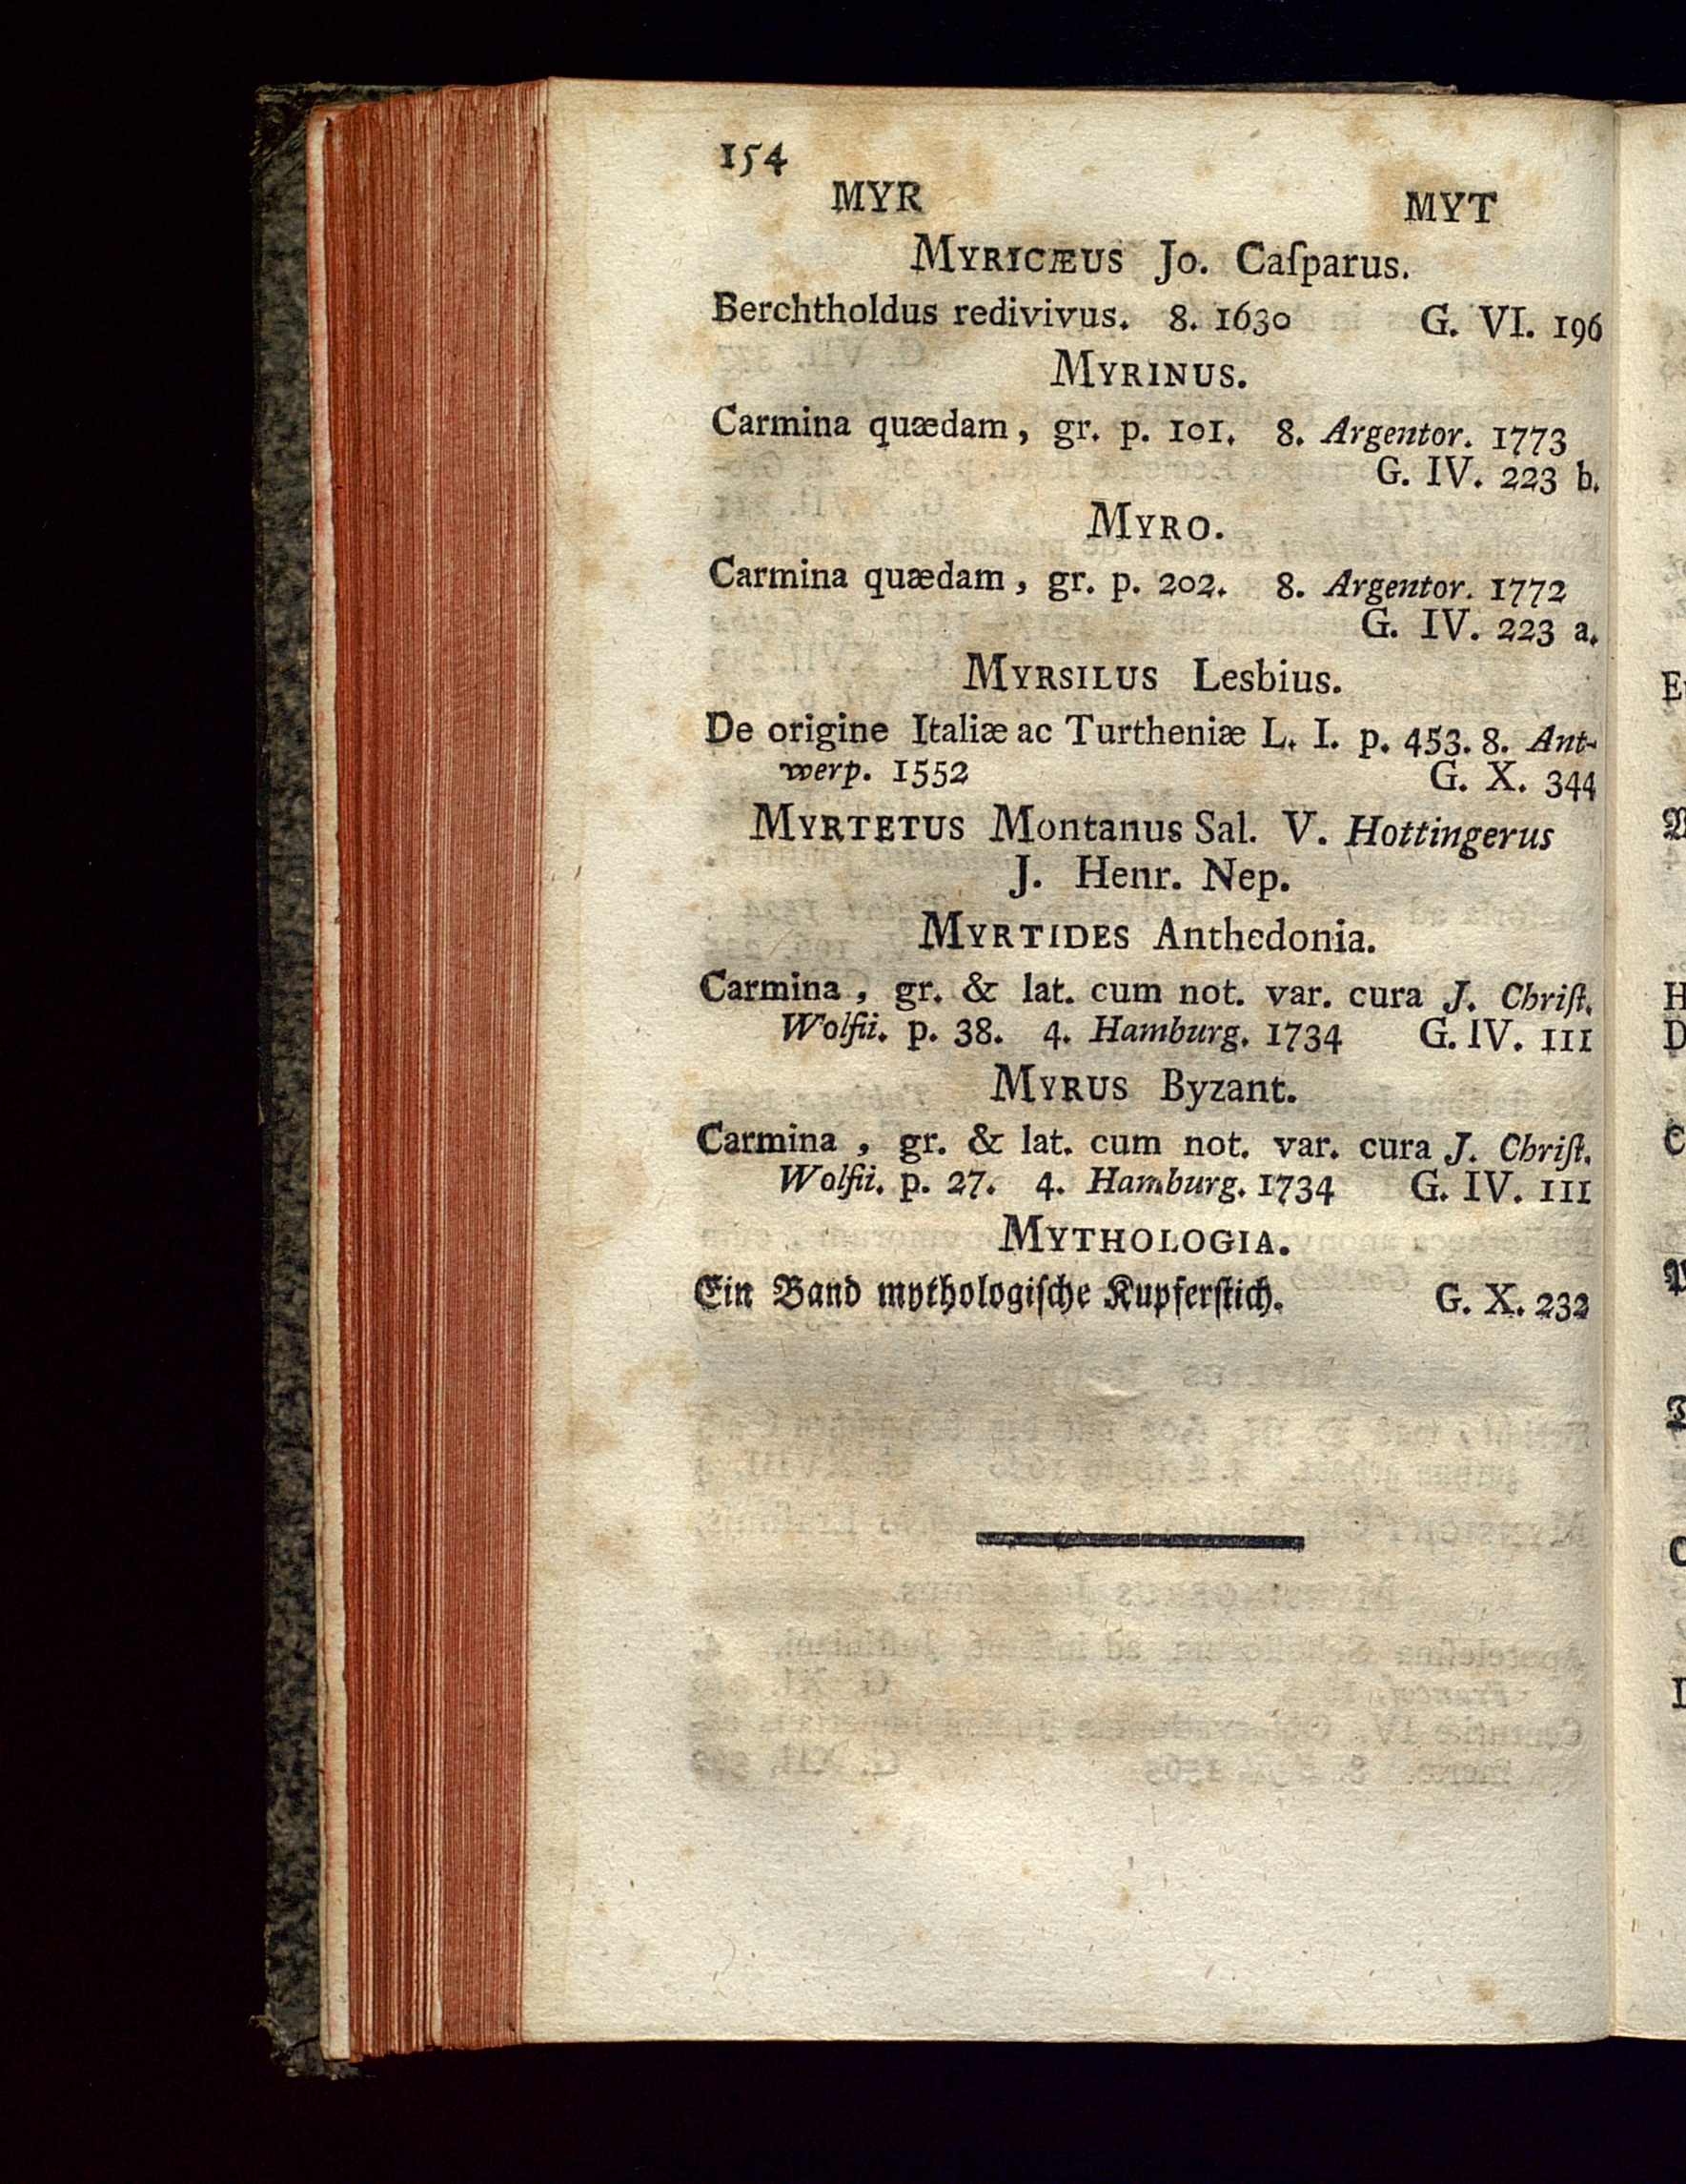 154
MYR MYT
MYRICÆUS Jo. Caſparus.
Berchtholdus redivivus. 8. 1630 G. VI. 196
MYRINUS.
Carmina quædam, gr. p. 101. 8. Argentor. 1773
G. IV. 223 b.
MYRO.
Carmina quædam, gr. p. 202. 8. Argentor. 1772
G. IV. 223 a.
MYRSILUS Lesbius.
De origine Italiæ ac Turtheniæ L. I. p. 453. 8. Ant-
werp. 1552 G. X. 344
MYRTETUS Montanus Sal. V. Hottingerus
J. Henr. Nep.
MYRTIDES Anthedonia.
Carmina, gr. & lat. cum not. var. cura J. Chriſt.
Wolfii. p. 38. 4. Hamburg. 1734 G. IV. 111
MYRUS Byzant.
Carmina, gr. & lat. cum not. var. cura J. Chriſt.
Wolfii. p. 27. 4. Hamburg. 1734 G. IV. 111
MYTHOLOGIA.
Ein Band mythologiſche Kupferſtich. G. X. 232